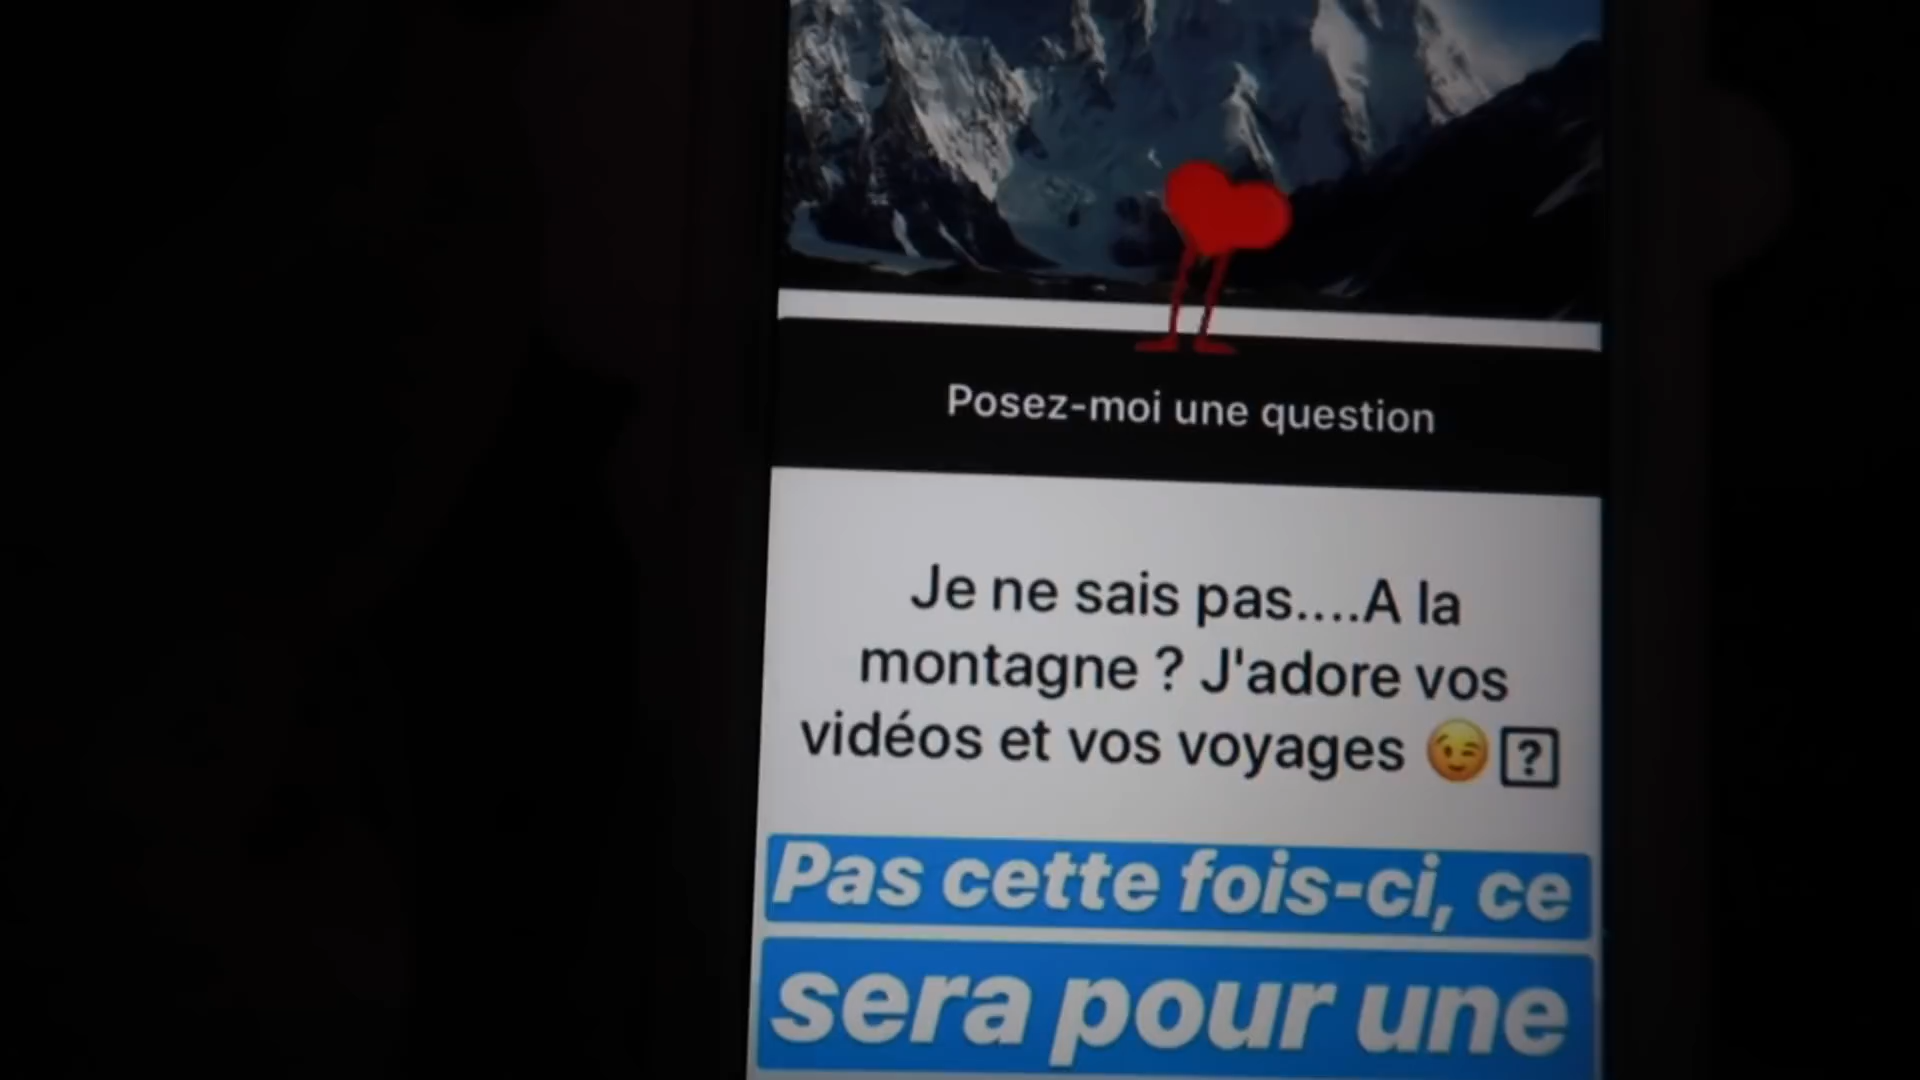 Posez-moi une question
Je ne sais pas....A la
montagne ? J'adore vos
vidéos et vos voyages 😉
Pas cette fois-ci, ce
sera pour une